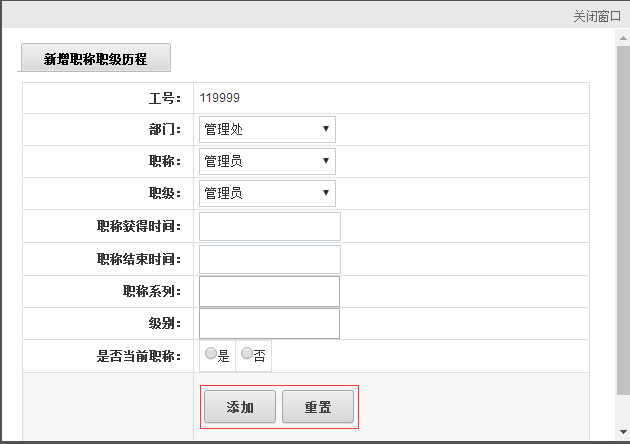 关闭窗口
新增职称职级历程
工号： 119999
部门： 管理处
职称： 管理员
职级： 管理员
职称获得时间：
职称结束时间：
职称系列：
级别：
是否当前职称： 是 否
添加 重置